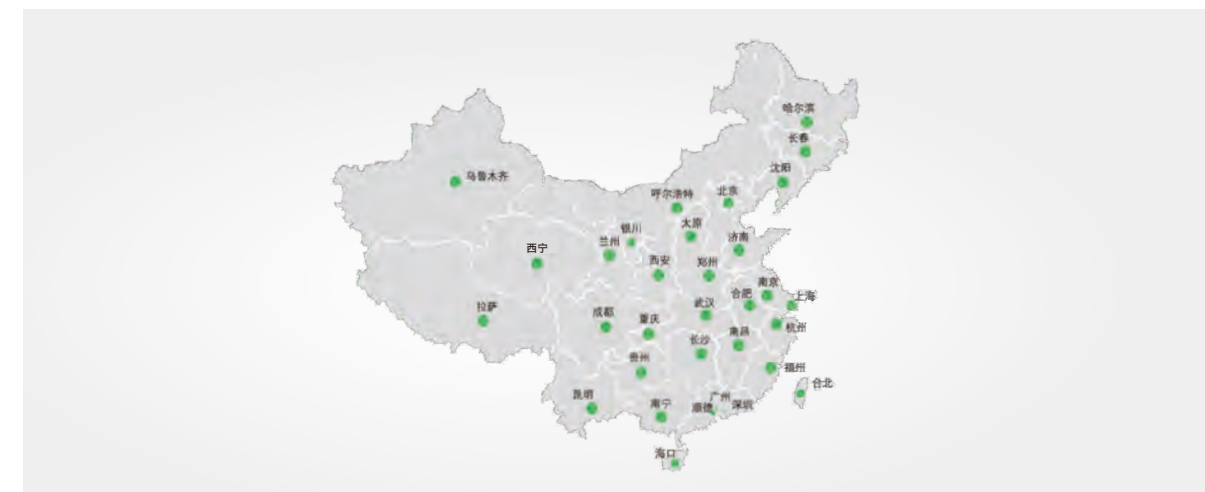 哈尔滨
长春
沈阳
乌鲁木齐
呼尔浩特
北京
银川
太原
兰州
济南
西宁
西安
郑州
南京
合肥
上海
拉萨
成都
重庆
武汉
杭州
长沙
南昌
贵州
福州
台北
昆明
南宁
顺德
广州
深圳
海口